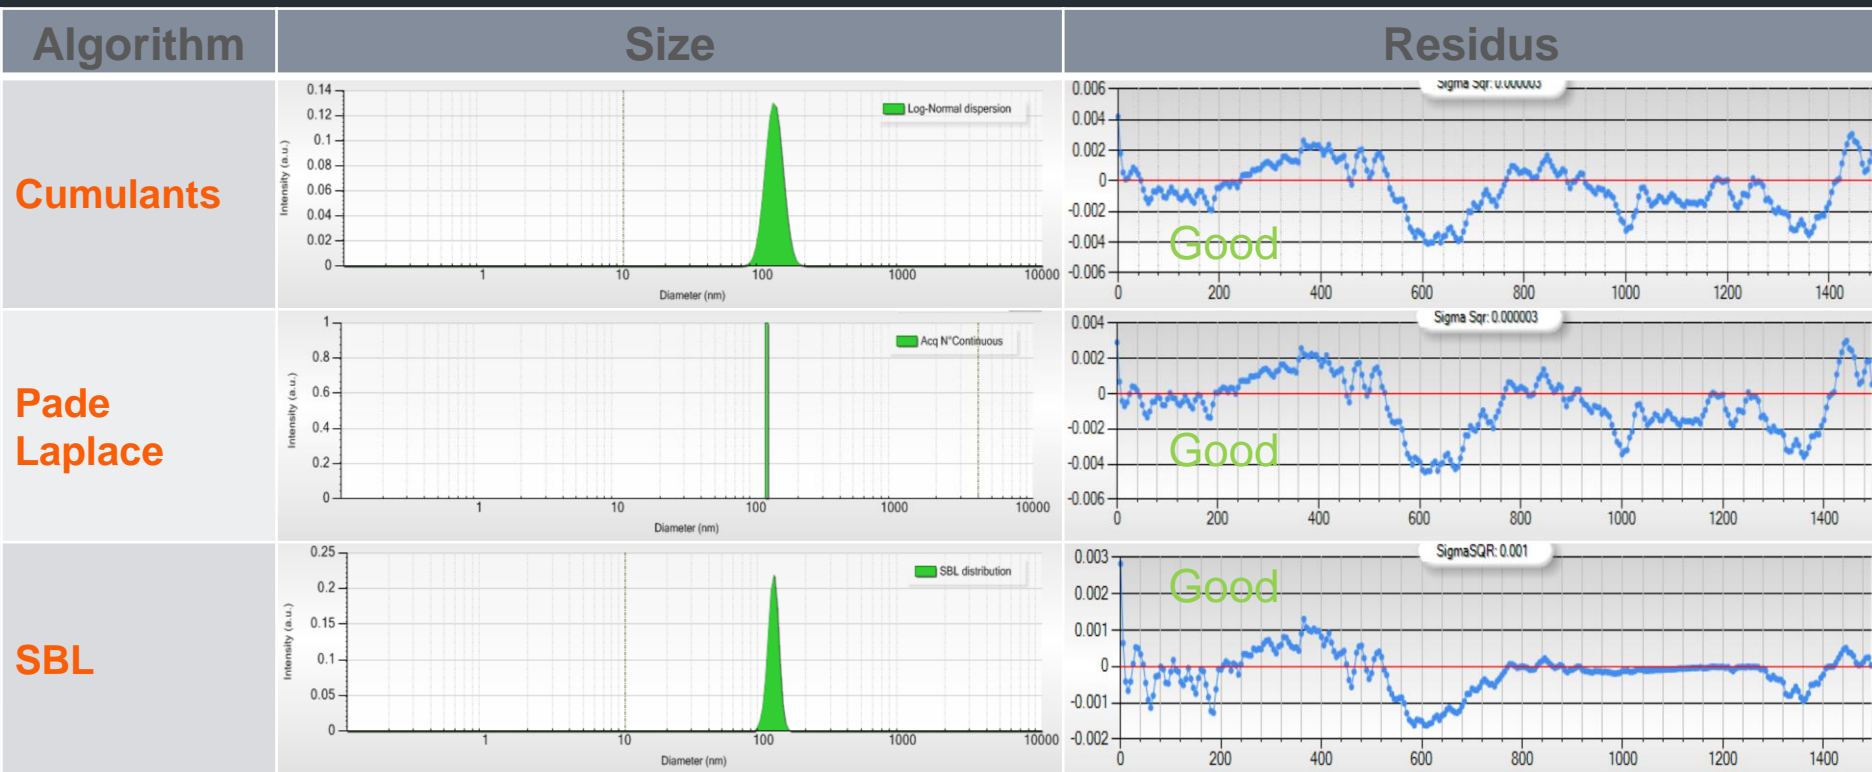 Algorithm Size Residus
Cumulants
0.14
0.12
0.1
0.08
0.06
0.04
0.02
0
Intensity (a.u.)
Log-Normal dispersion
1 10 100 1000 10000
Diameter (nm)
Sigma Sqr: 0.000003
0.006
0.004
0.002
0
-0.002
-0.004
-0.006
Good
0 200 400 600 800 1000 1200 1400
Pade
Laplace
1
0.8
0.6
0.4
0.2
0
Intensity (a.u.)
Acq N°Continuous
1 10 100 1000 10000
Diameter (nm)
Sigma Sqr: 0.000003
0.004
0.002
0
-0.002
-0.004
-0.006
Good
0 200 400 600 800 1000 1200 1400
SBL
0.25
0.2
0.15
0.1
0.05
0
Intensity (a.u.)
SBL distribution
1 10 100 1000 10000
Diameter (nm)
SigmaSQR: 0.001
0.003
0.002
0.001
0
-0.001
-0.002
Good
0 200 400 600 800 1000 1200 1400